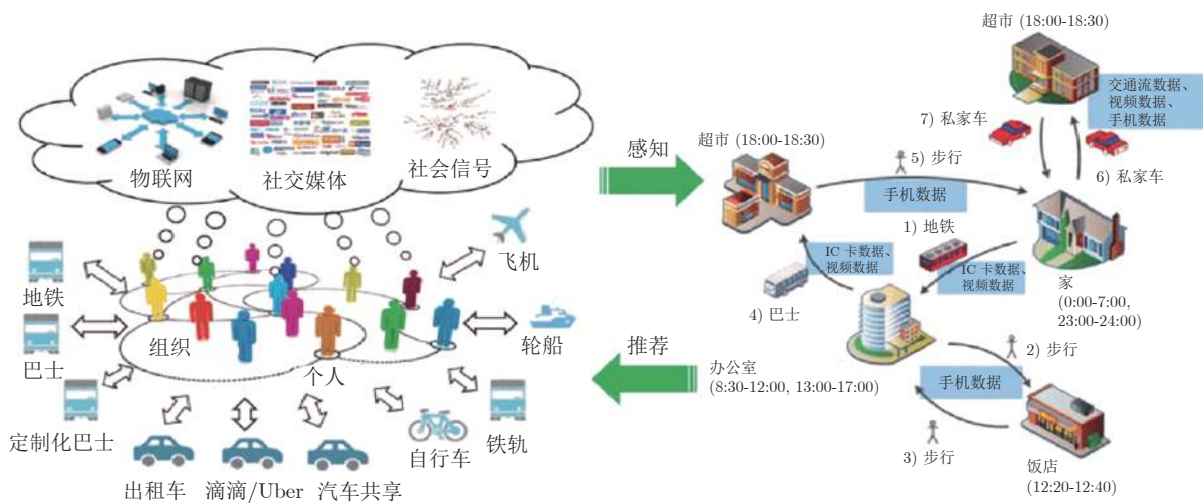 物联网
社交媒体
社会信号
地铁
巴士
定制化巴士
出租车
滴滴/Uber
汽车共享
自行车
铁轨
轮船
飞机
组织
个人
感知
推荐
超市 (18:00-18:30)
交通流数据、
视频数据、
手机数据
7) 私家车
6) 私家车
超市 (18:00-18:30)
5) 步行
手机数据
1) 地铁
IC 卡数据、
视频数据
IC 卡数据、
视频数据
4) 巴士
家
(0:00-7:00,
23:00-24:00)
办公室
(8:30-12:00, 13:00-17:00)
2) 步行
手机数据
3) 步行
饭店
(12:20-12:40)